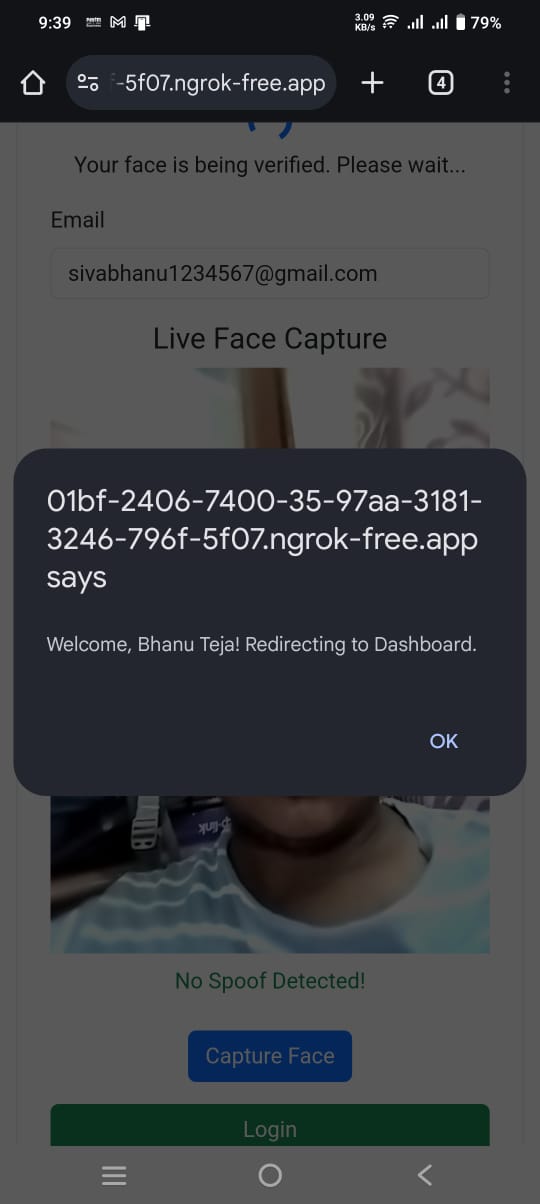 9:39
3.09
KB/s
79%
-5f07.ngrok-free.app
4
Your face is being verified. Please wait...
Email
sivabhanu1234567@gmail.com
Live Face Capture
01bf-2406-7400-35-97aa-3181-
3246-796f-5f07.ngrok-free.app
says
Welcome, Bhanu Teja! Redirecting to Dashboard.
OK
p-link
No Spoof Detected!
Capture Face
Login